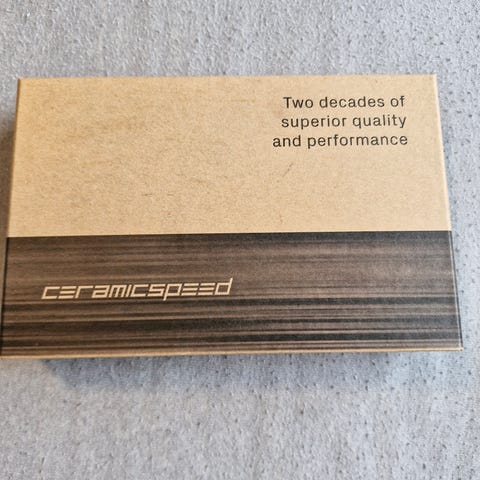 Two decades of
superior quality
and performance
ceramicspeed